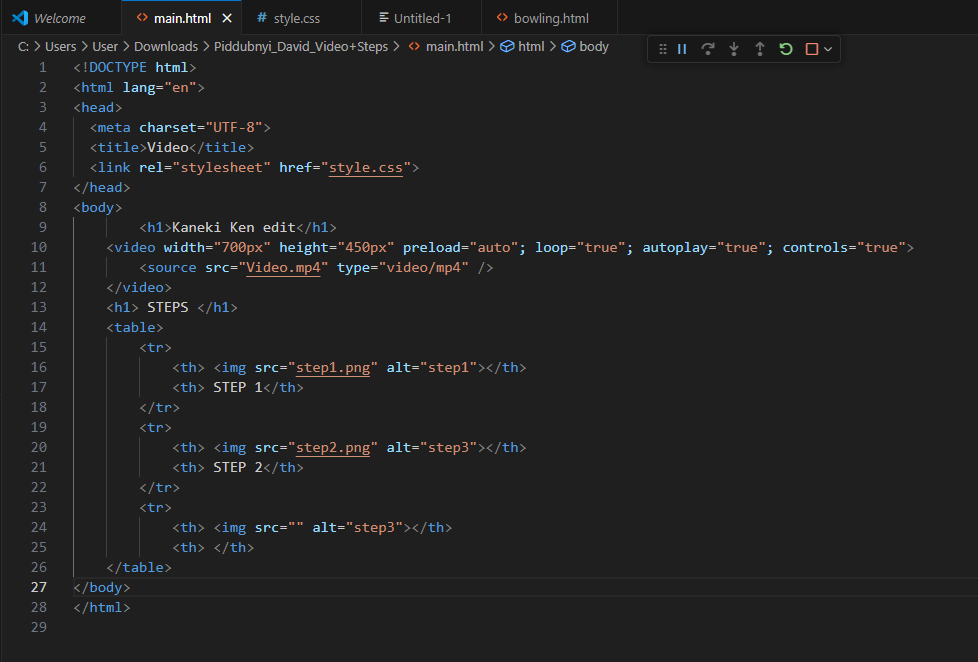 Welcome main.html style.css Untitled-1 bowling.html
C: > Users > User > Downloads > Piddubnyi_David_Video+Steps > main.html > html > body
1 <!DOCTYPE html>
2 <html lang="en">
3 <head>
4 <meta charset="UTF-8">
5 <title>Video</title>
6 <link rel="stylesheet" href="style.css">
7 </head>
8 <body>
9 <h1>Kaneki Ken edit</h1>
10 <video width="700px" height="450px" preload="auto"; loop="true"; autoplay="true"; controls="true">
11 <source src="Video.mp4" type="video/mp4" />
12 </video>
13 <h1> STEPS </h1>
14 <table>
15 <tr>
16 <th> <img src="step1.png" alt="step1"></th>
17 <th> STEP 1</th>
18 </tr>
19 <tr>
20 <th> <img src="step2.png" alt="step3"></th>
21 <th> STEP 2</th>
22 </tr>
23 <tr>
24 <th> <img src="" alt="step3"></th>
25 <th> </th>
26 </table>
27 </body>
28 </html>
29